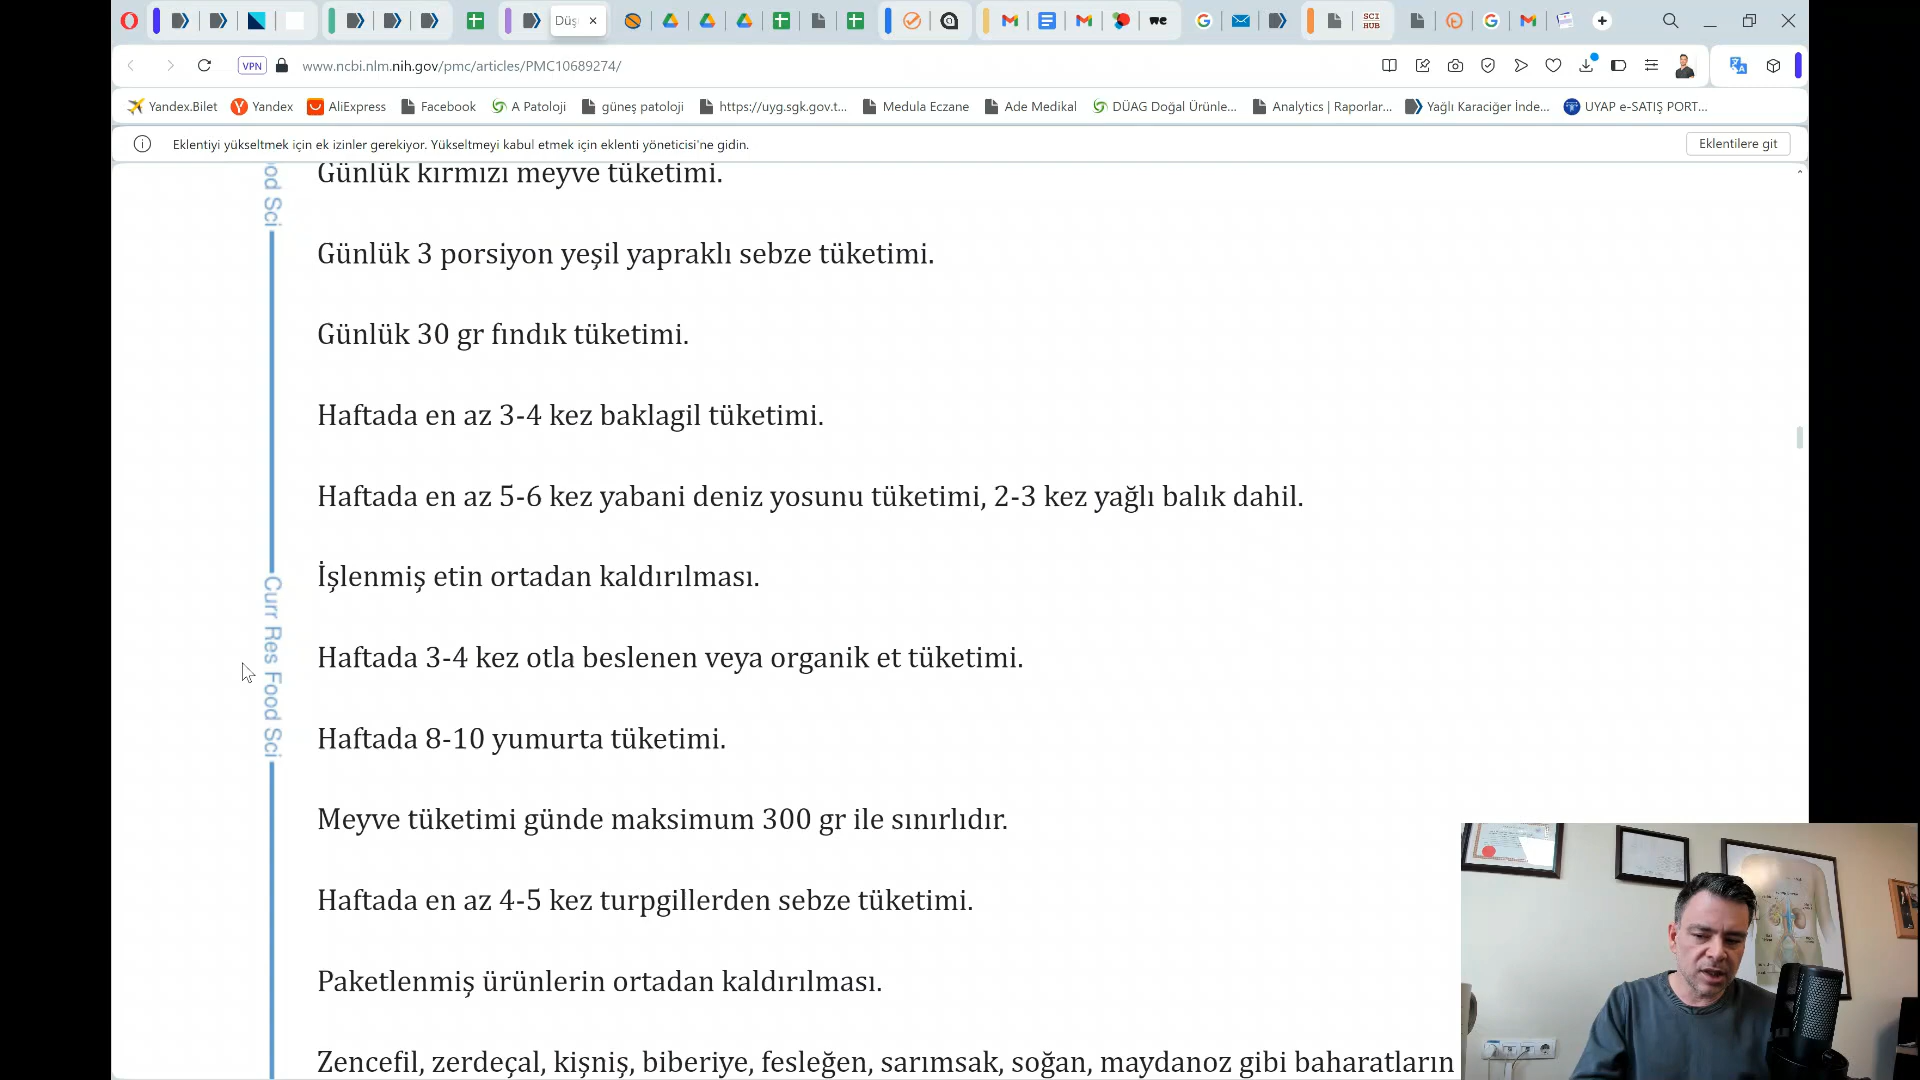 Düş
SCI
HUB
we
VPN
www.ncbi.nlm.nih.gov/pmc/articles/PMC10689274/
Yandex.Bilet
Yandex
AliExpress
Facebook
A Patoloji
güneş patoloji
https://uyg.sgk.gov.t...
Medula Eczane
Ade Medikal
DÜAG Doğal Ürünle...
Analytics | Raporlar...
Yağlı Karaciğer İnde...
UYAP e-SATIŞ PORT...
Eklentiyi yükseltmek için ek izinler gerekiyor. Yükseltmeyi kabul etmek için eklenti yöneticisi'ne gidin.
Eklentilere git
od Sci
Günlük kırmızı meyve tüketimi.
Günlük 3 porsiyon yeşil yapraklı sebze tüketimi.
Günlük 30 gr fındık tüketimi.
Haftada en az 3-4 kez baklagil tüketimi.
Haftada en az 5-6 kez yabani deniz yosunu tüketimi, 2-3 kez yağlı balık dahil.
İşlenmiş etin ortadan kaldırılması.
Curr Res Food Sci
Haftada 3-4 kez otla beslenen veya organik et tüketimi.
Haftada 8-10 yumurta tüketimi.
Meyve tüketimi günde maksimum 300 gr ile sınırlıdır.
Haftada en az 4-5 kez turpgillerden sebze tüketimi.
Paketlenmiş ürünlerin ortadan kaldırılması.
Zencefil, zerdeçal, kişniş, biberiye, fesleğen, sarımsak, soğan, maydanoz gibi baharatların